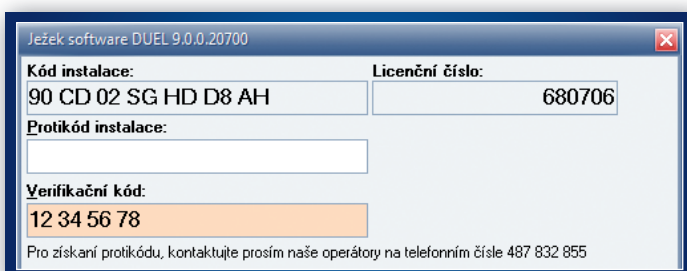 Ježek software DUEL 9.0.0.20700
Kód instalace: Licenční číslo:
90 CD 02 SG HD D8 AH 680706
Protikód instalace:
Verifikační kód:
12 34 56 78
Pro získaní protikódu, kontaktujte prosím naše operátory na telefonním čísle 487 832 855